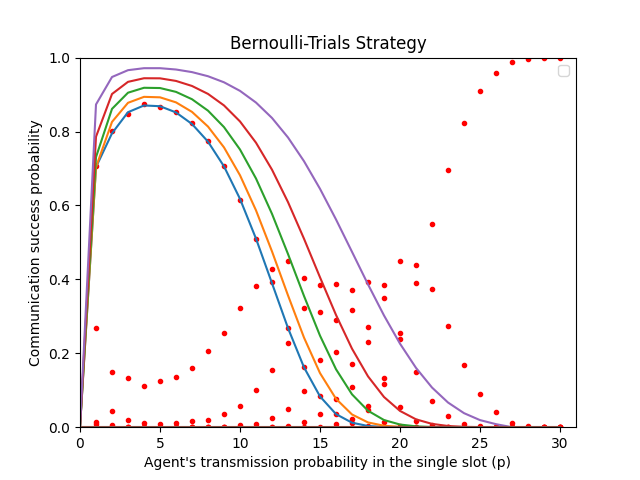 Bernoulli-Trials Strategy
Communication success probability
1.0
0.8
0.6
0.4
0.2
0.0
0 5 10 15 20 25 30
Agent's transmission probability in the single slot (p)